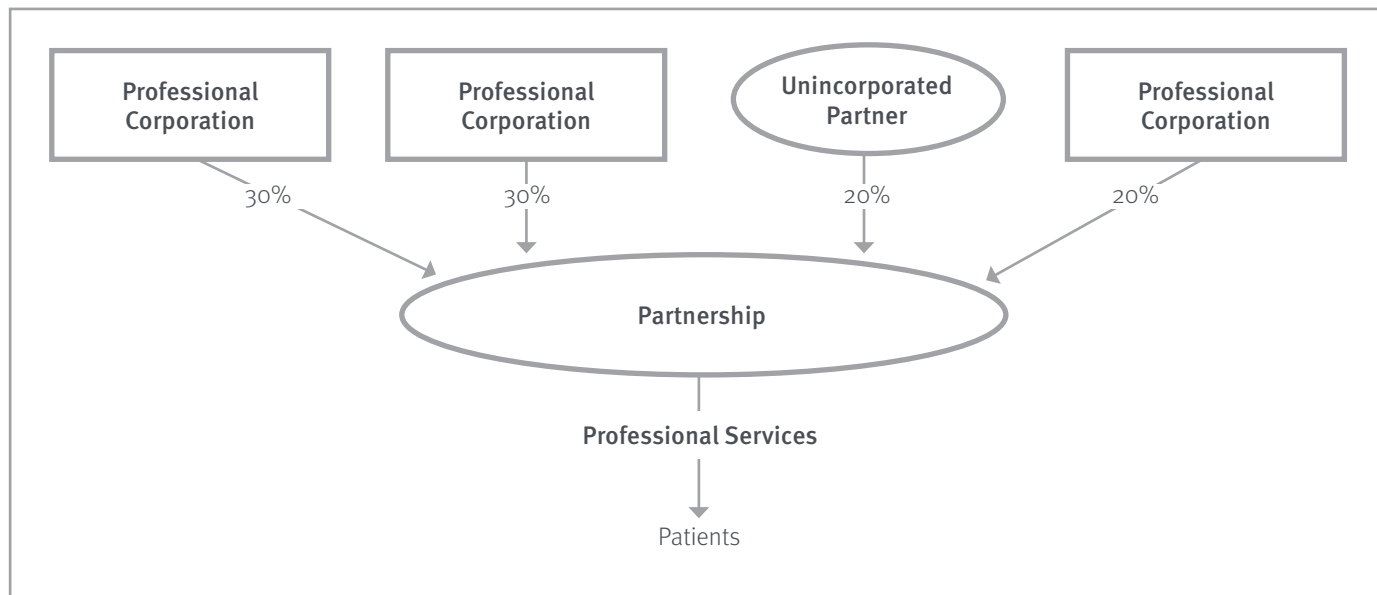 Professional
Corporation
Professional
Corporation
Unincorporated
Partner
Professional
Corporation
30%
30%
20%
20%
Partnership
Professional Services
Patients